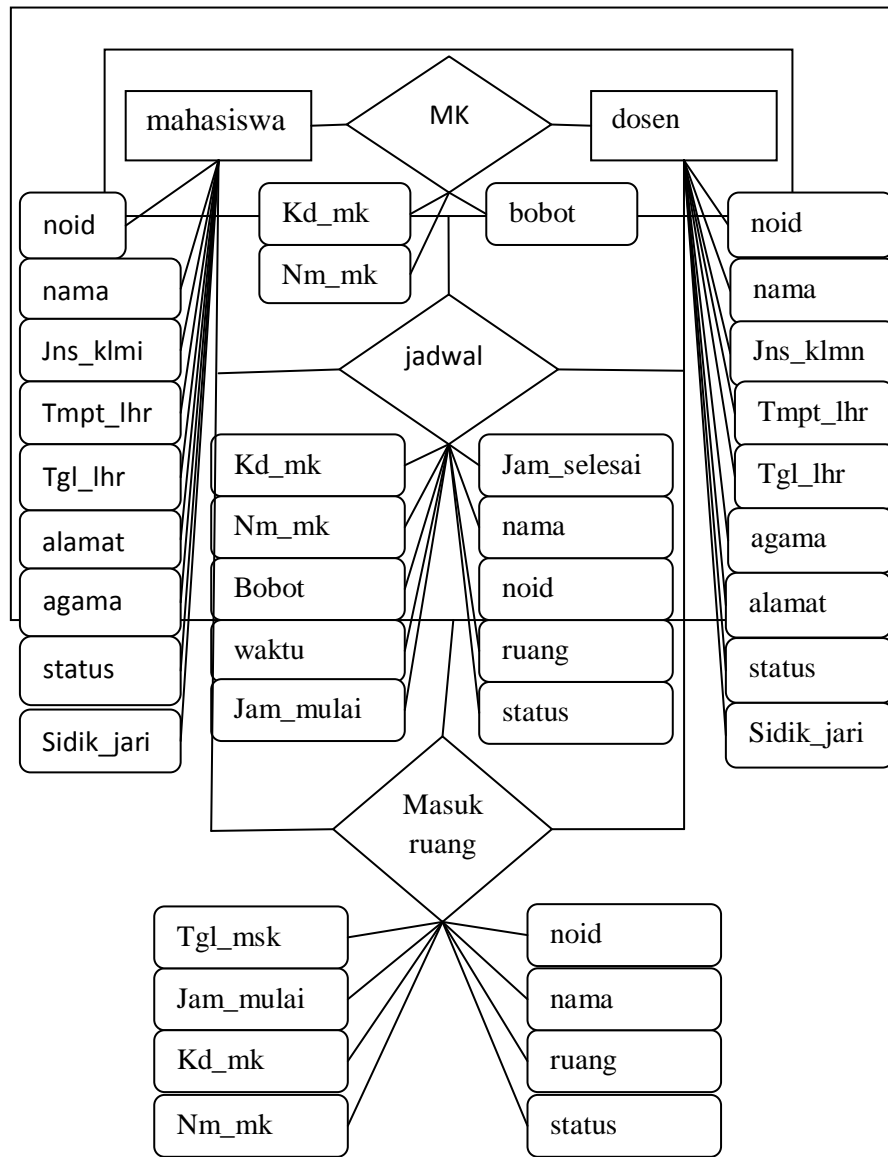 mahasiswa
MK
dosen
noid
Kd_mk
bobot
noid
nama
Nm_mk
nama
Jns_klmi
jadwal
Jns_klmn
Tmpt_lhr
Tmpt_lhr
Tgl_lhr
Kd_mk
Jam_selesai
Tgl_lhr
alamat
Nm_mk
nama
agama
agama
Bobot
noid
alamat
status
waktu
ruang
status
Sidik_jari
Jam_mulai
status
Sidik_jari
Masuk
ruang
Tgl_msk
noid
Jam_mulai
nama
Kd_mk
ruang
Nm_mk
status